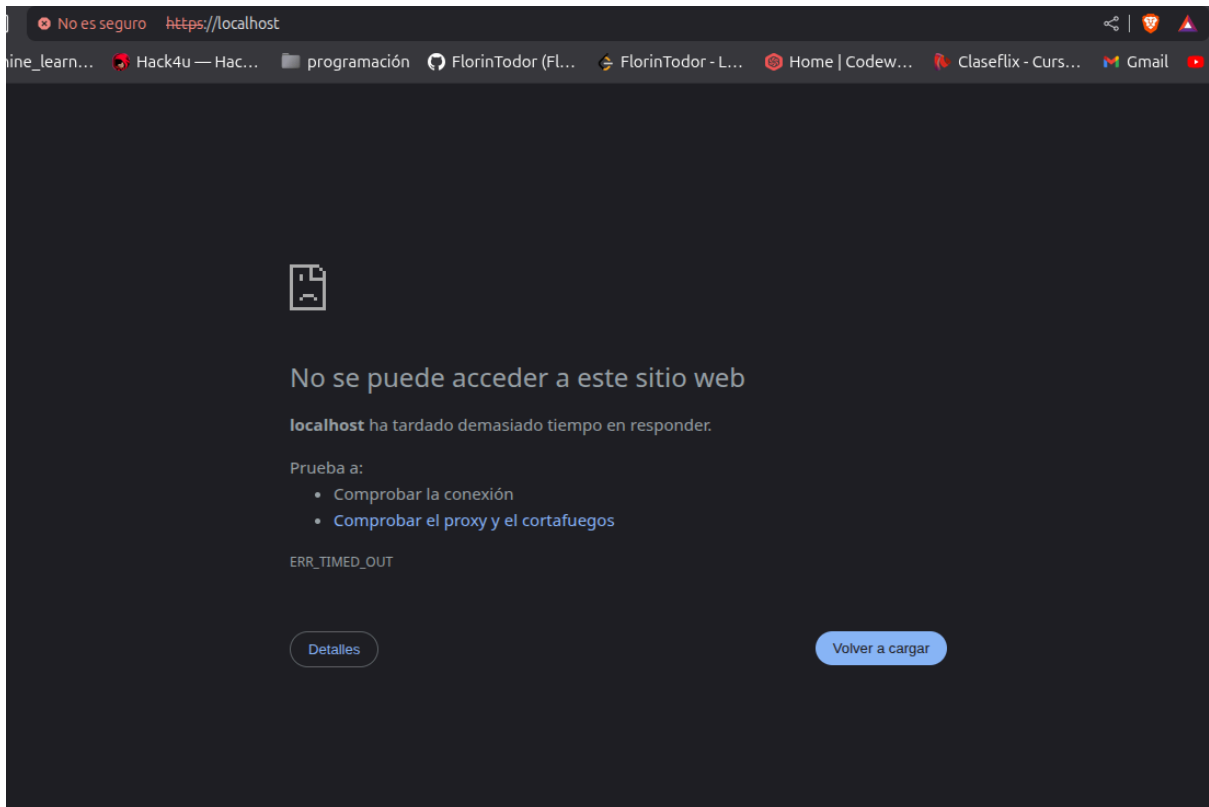 No es seguro https://localhost
ine_learn... Hack4u — Hac... programación FlorinTodor (Fl... FlorinTodor - L... Home | Codew... Claseflix - Curs... Gmail
No se puede acceder a este sitio web
localhost ha tardado demasiado tiempo en responder.
Prueba a:
Comprobar la conexión
Comprobar el proxy y el cortafuegos
ERR_TIMED_OUT
Detalles Volver a cargar